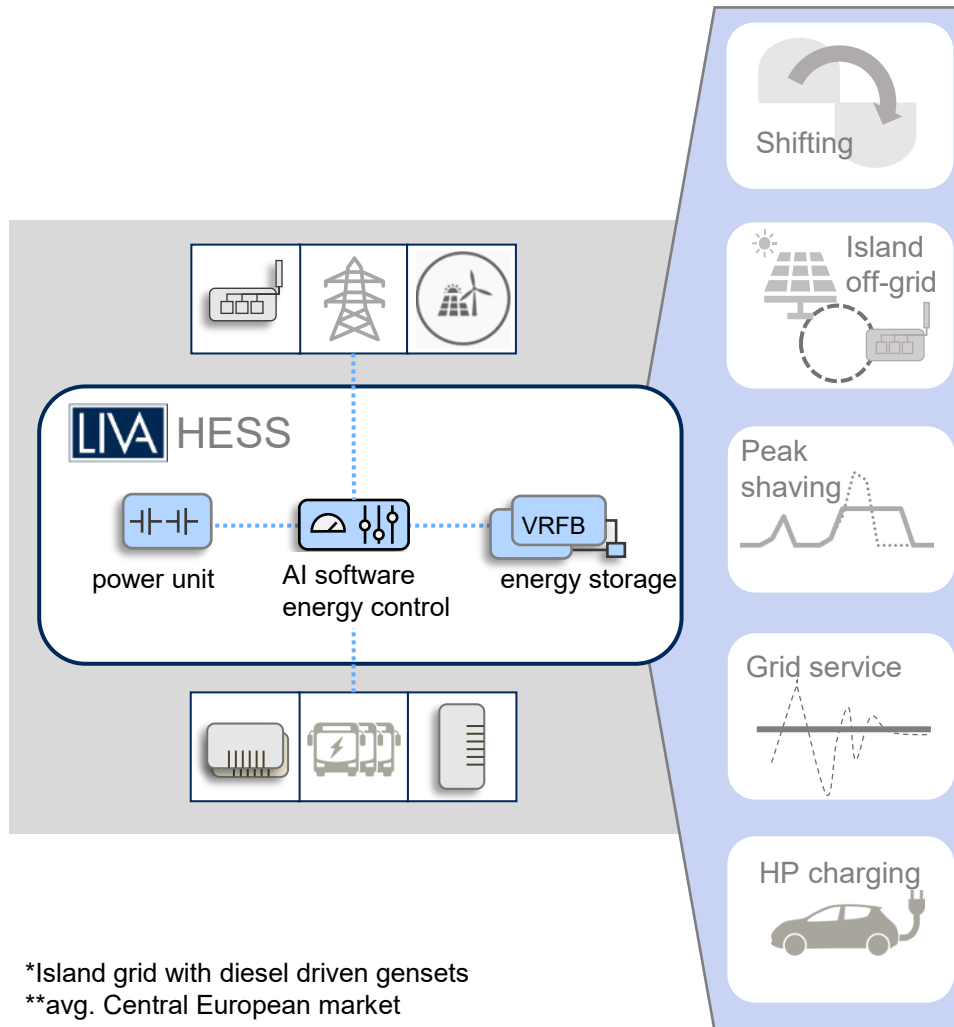 Shifting
Island
off-grid
LIVA HESS
Peak
shaving
VRFB
power unit
AI software
energy control
energy storage
Grid service
HP charging
*Island grid with diesel driven gensets
**avg. Central European market